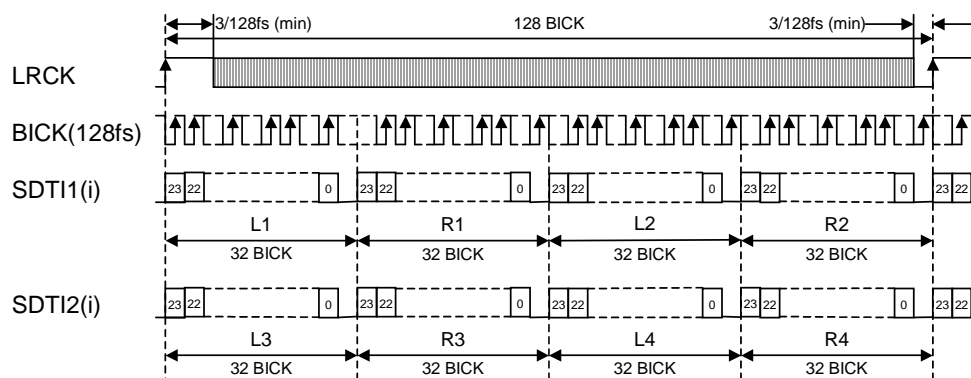 3/128fs (min) 128 BICK 3/128fs (min)
LRCK
BICK(128fs)
SDTI1(i) 23 22 0 23 22 0 23 22 0 23 22 0 23 22
L1 R1 L2 R2
32 BICK 32 BICK 32 BICK 32 BICK
SDTI2(i) 23 22 0 23 22 0 23 22 0 23 22 0 23 22
L3 R3 L4 R4
32 BICK 32 BICK 32 BICK 32 BICK